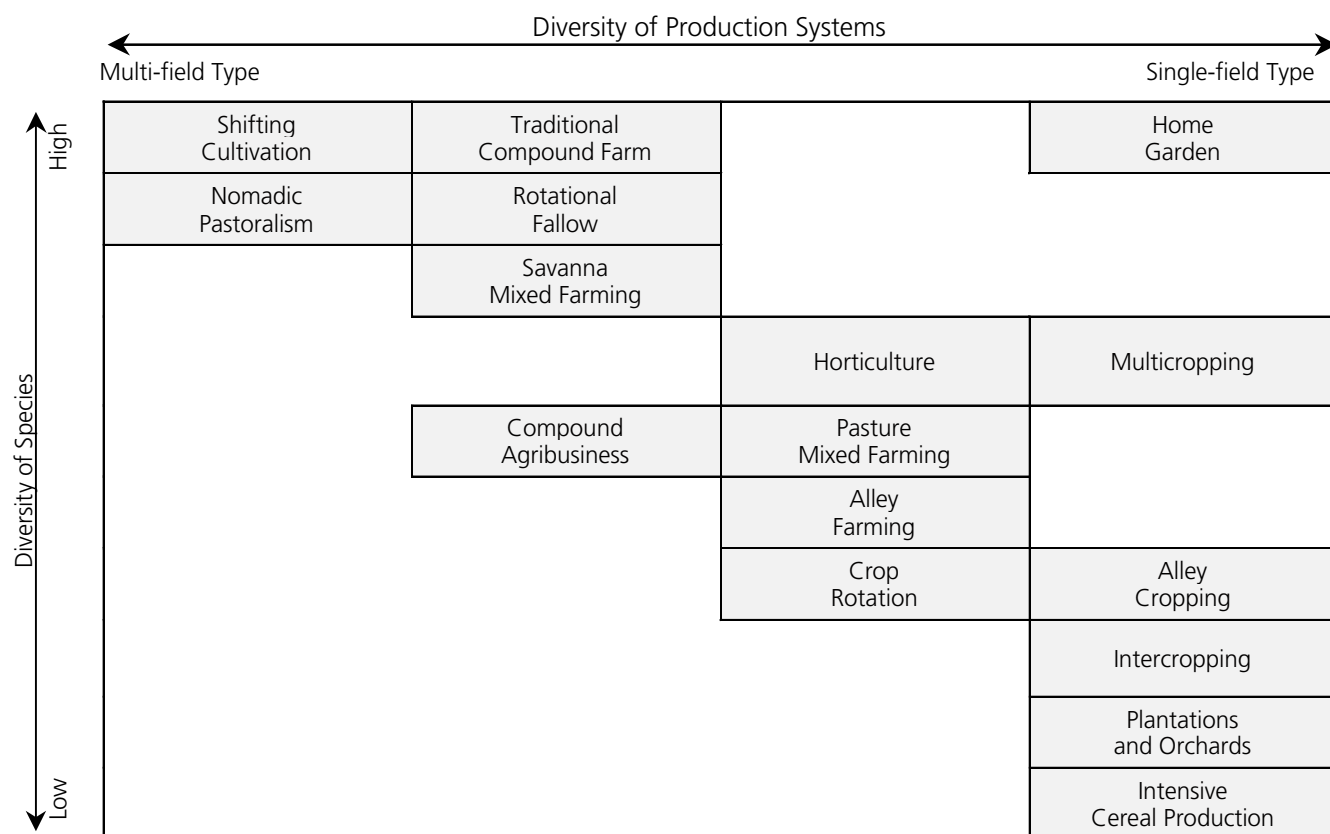 Diversity of Production Systems
Multi-field Type
Single-field Type
High
Diversity of Species
Low
Shifting
Cultivation
Traditional
Compound Farm
Home
Garden
Nomadic
Pastoralism
Rotational
Fallow
Savanna
Mixed Farming
Horticulture
Multicropping
Compound
Agribusiness
Pasture
Mixed Farming
Alley
Farming
Crop
Rotation
Alley
Cropping
Intercropping
Plantations
and Orchards
Intensive
Cereal Production